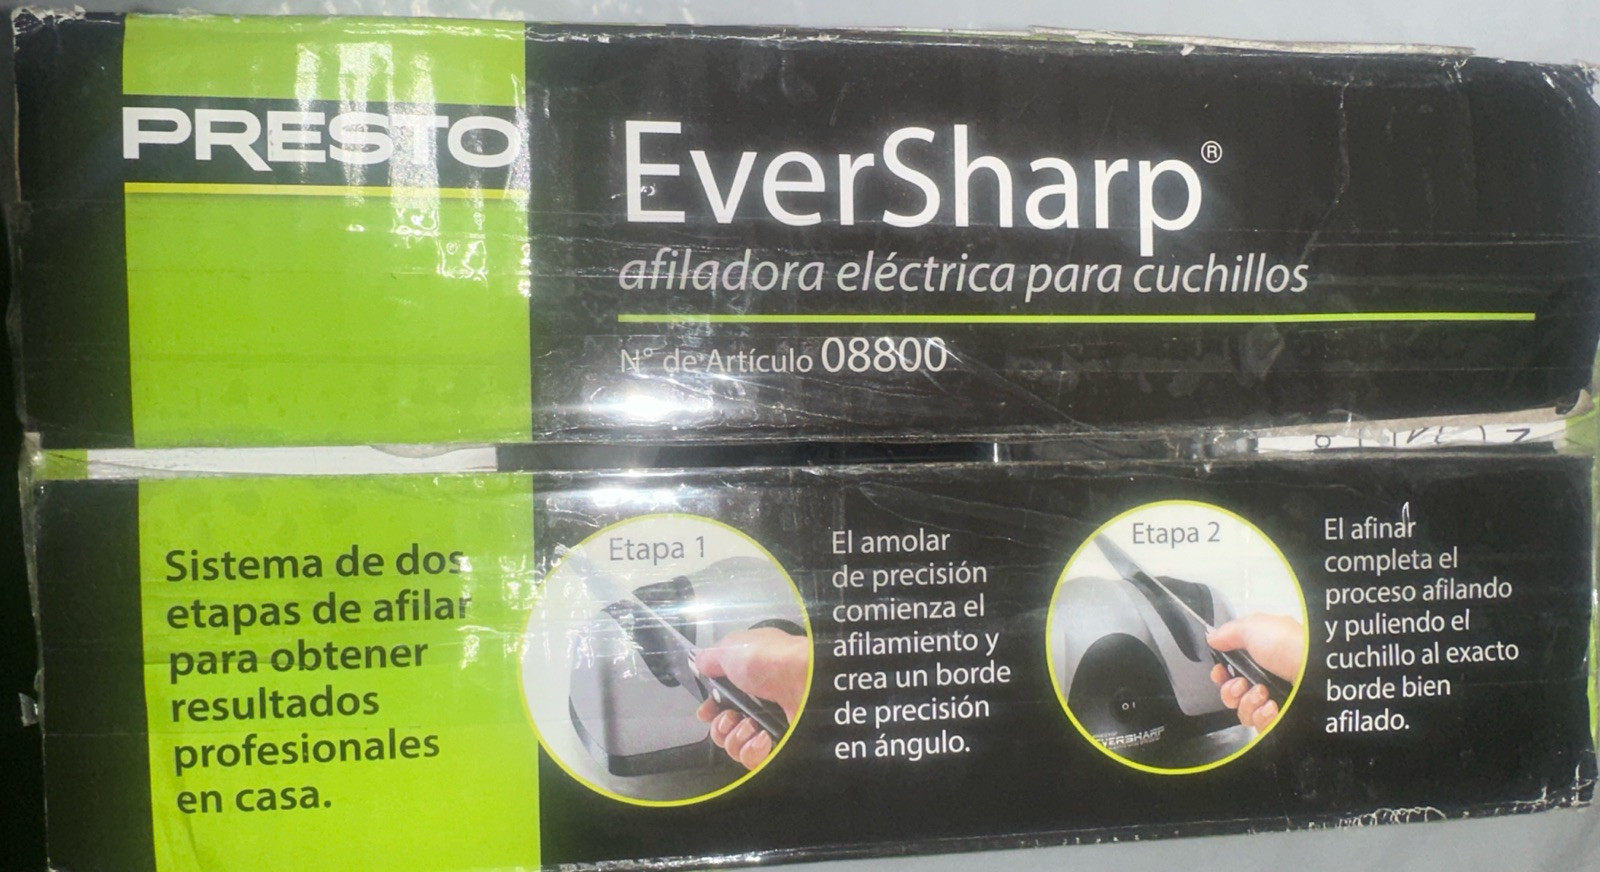 PRESTO
EverSharp®
afiladora eléctrica para cuchillos
N° de Artículo 08800
Sistema de dos
etapas de afilar
para obtener
resultados
profesionales
en casa.
Etapa 1
El amolar
de precisión
comienza el
afilamiento y
crea un borde
de precisión
en ángulo.
Etapa 2
EVERSHARP
El afinar
completa el
proceso afilando
y puliendo el
cuchillo al exacto
borde bien
afilado.